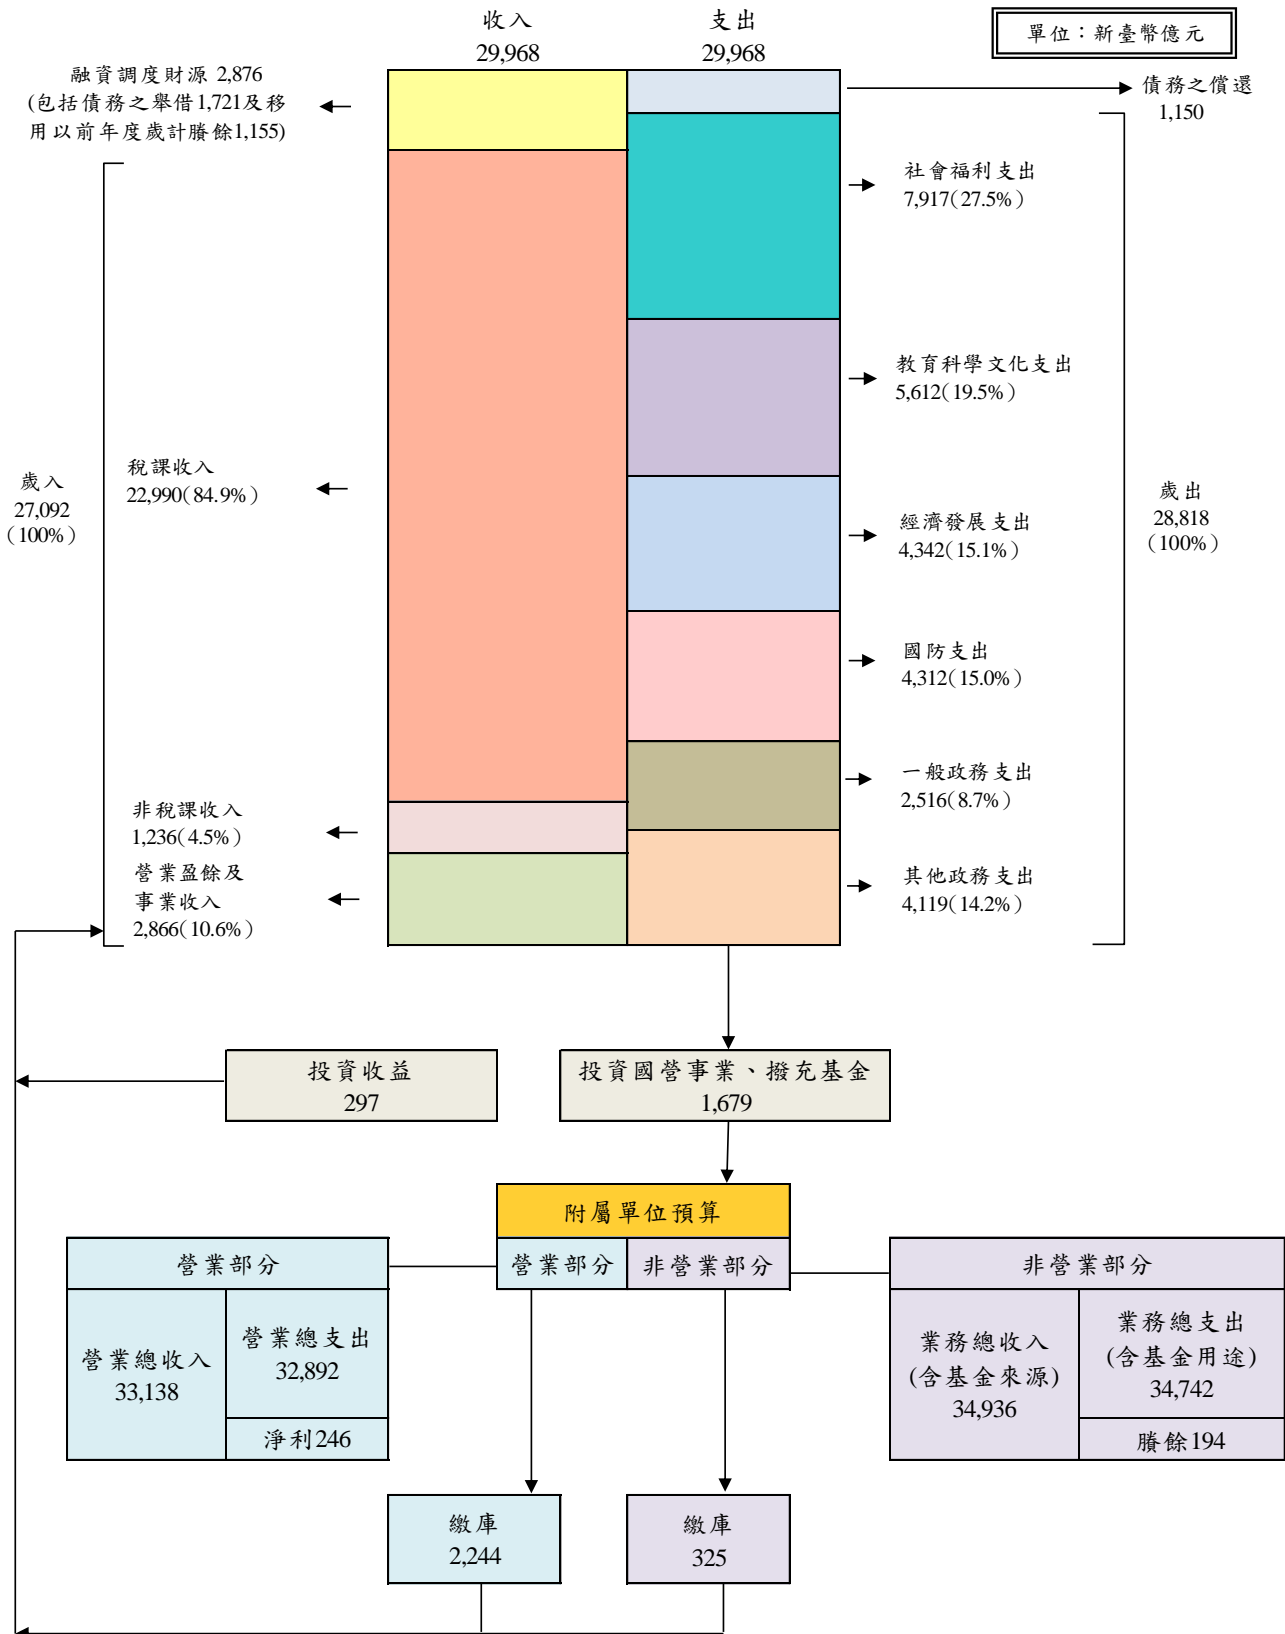 收入
29,968
支出
29,968
單位：新臺幣億元
融資調度財源 2,876
(包括債務之舉借1,721及移
用以前年度歲計賸餘1,155)
債務之償還
1,150
社會福利支出
7,917(27.5%)
教育科學文化支出
5,612(19.5%)
歲入
27,092
(100%)
稅課收入
22,990(84.9%)
經濟發展支出
4,342(15.1%)
歲出
28,818
(100%)
國防支出
4,312(15.0%)
一般政務支出
2,516(8.7%)
非稅課收入
1,236(4.5%)
營業盈餘及
事業收入
2,866(10.6%)
其他政務支出
4,119(14.2%)
投資收益
297
投資國營事業、撥充基金
1,679
附屬單位預算
營業部分
非營業部分
營業部分
營業總收入
33,138
營業總支出
32,892
淨利246
非營業部分
業務總收入
(含基金來源)
34,936
業務總支出
(含基金用途)
34,742
賸餘194
繳庫
2,244
繳庫
325